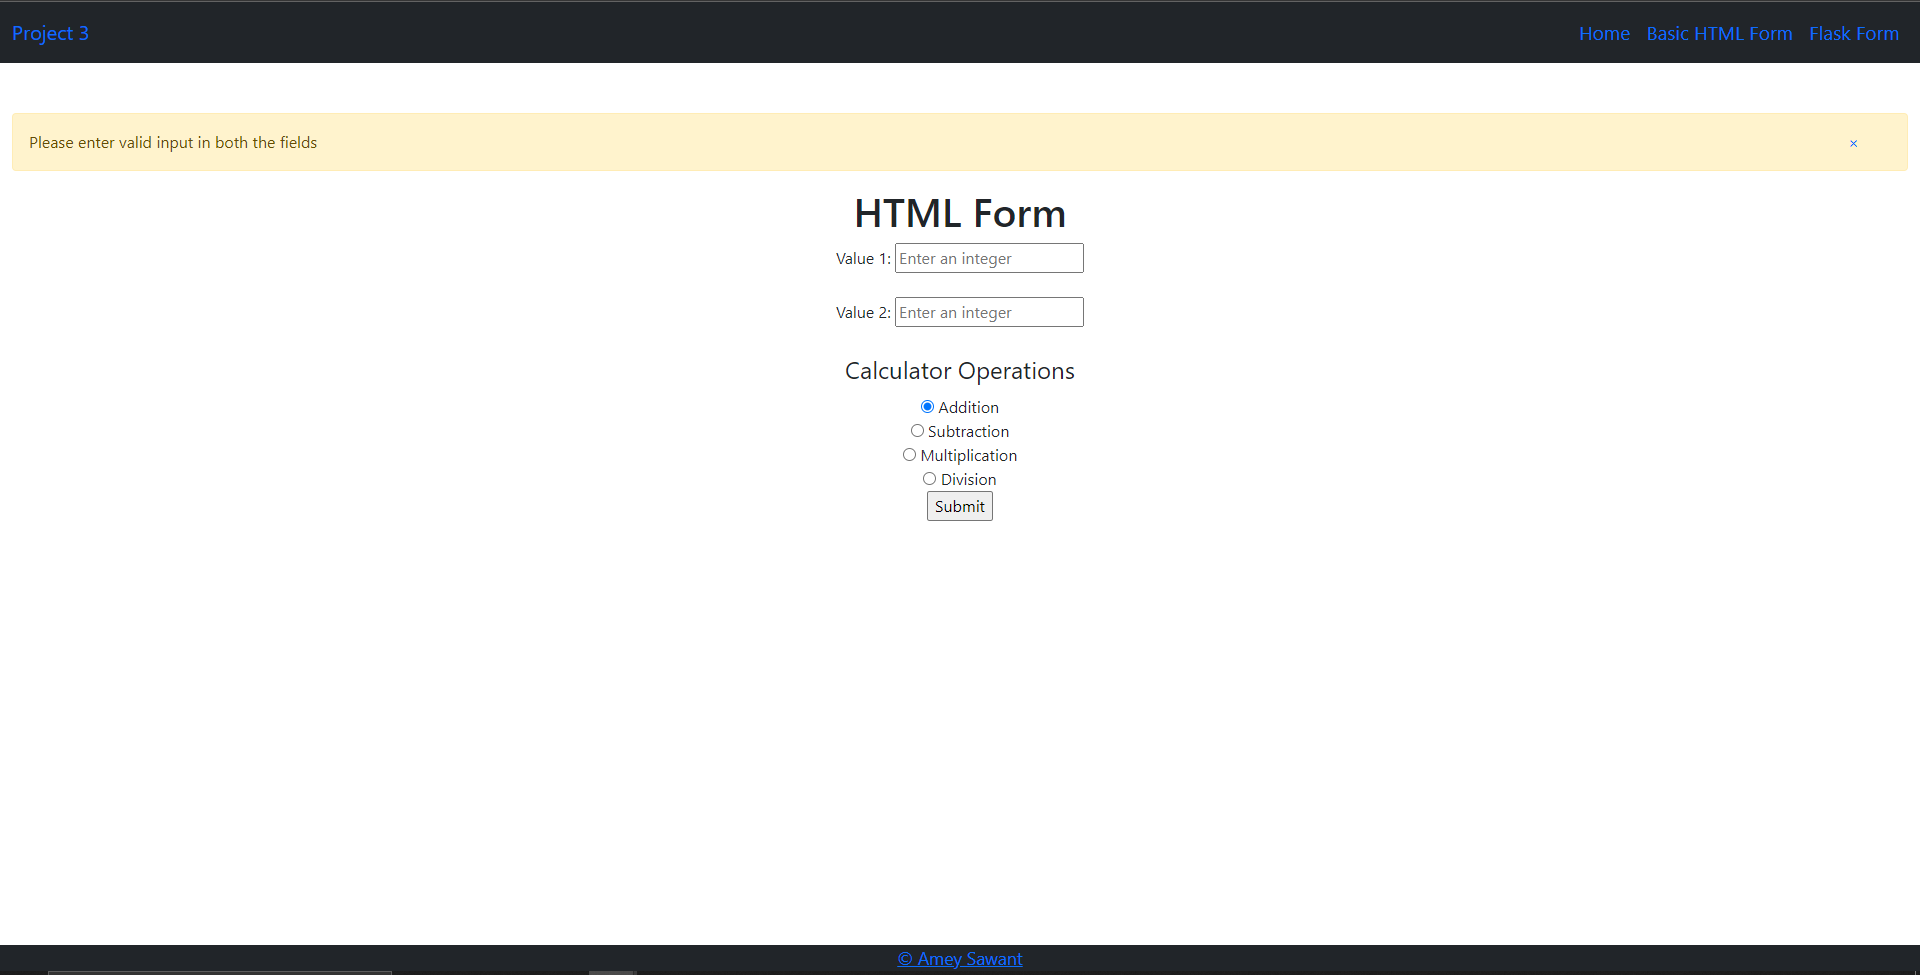 Project 3 Home Basic HTML Form Flask Form
Please enter valid input in both the fields ×
HTML Form
Value 1: Enter an integer
Value 2: Enter an integer
Calculator Operations
Addition
Subtraction
Multiplication
Division
Submit
© Amey Sawant